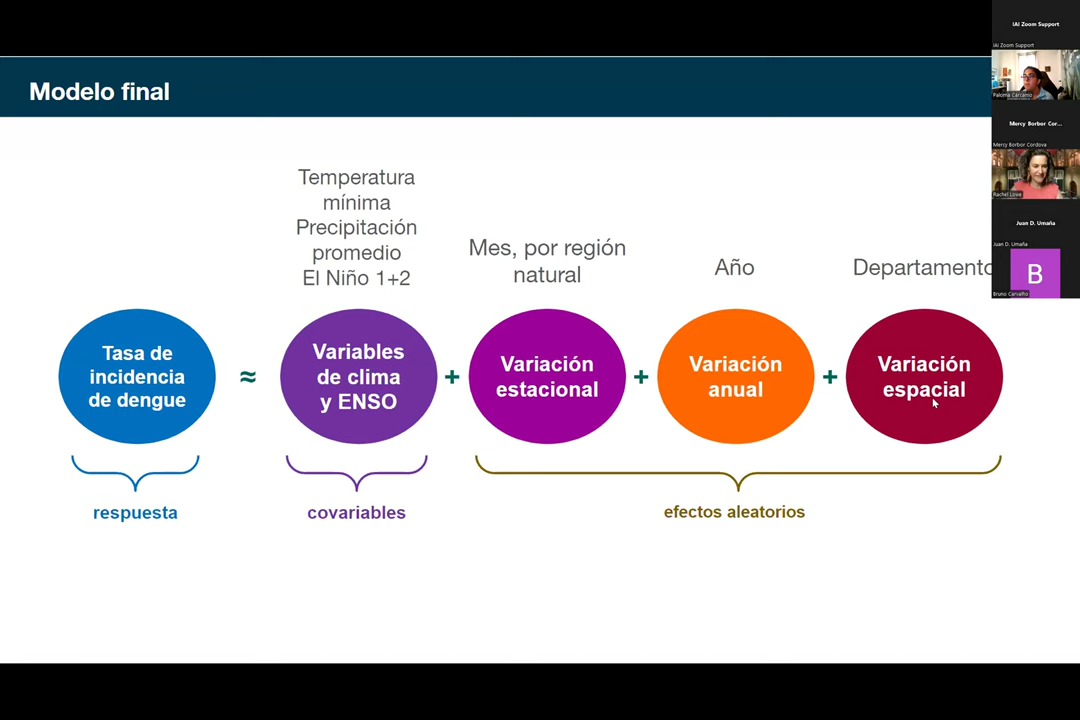 Modelo final
Temperatura
mínima
Precipitación
promedio
El Niño 1+2
Mes, por región
natural
Año
Departamento
Tasa de
incidencia
de dengue
≈
Variables
de clima
y ENSO
+
Variación
estacional
+
Variación
anual
+
Variación
espacial
respuesta
covariables
efectos aleatorios
IAI Zoom Support
IAI Zoom Support
Paloma Cárcamo
Mercy Borbor Cor...
Mercy Borbor Cordova
Rachel Lowe
Juan D. Umaña
Juan D. Umaña
B
Bruno Carvalho